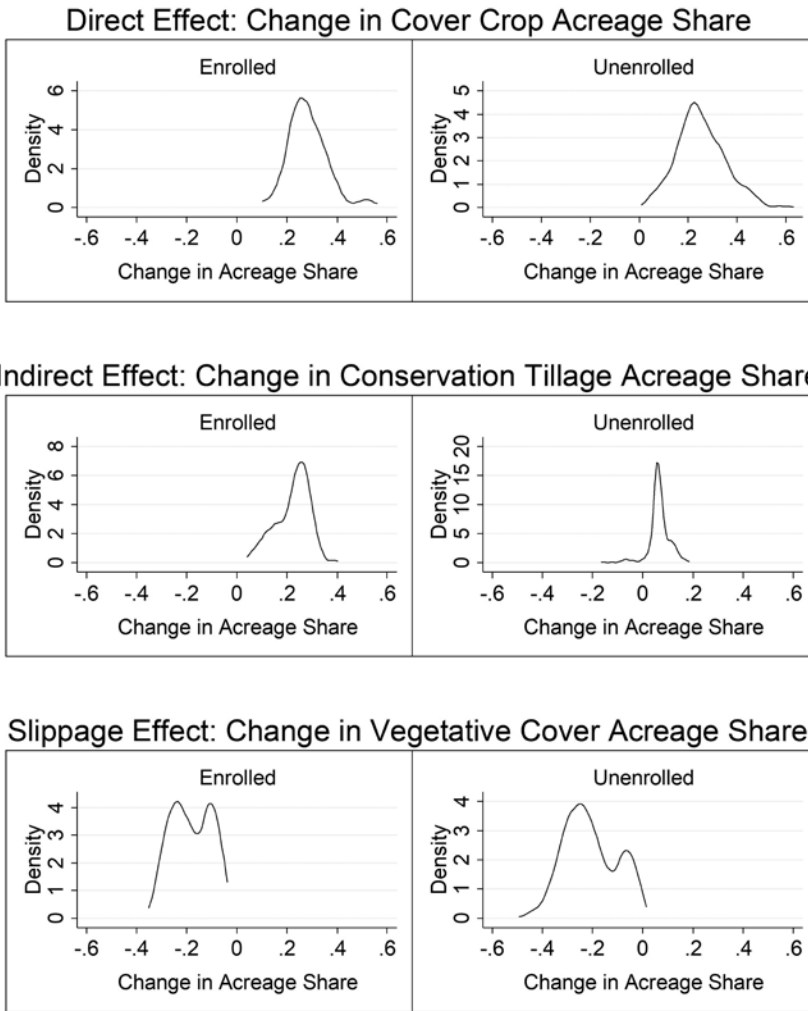 Direct Effect: Change in Cover Crop Acreage Share
Enrolled
Density
0 2 4 6
-.6 -.4 -.2 0 .2 .4 .6
Change in Acreage Share
Unenrolled
Density
0 1 2 3 4 5
-.6 -.4 -.2 0 .2 .4 .6
Change in Acreage Share
Indirect Effect: Change in Conservation Tillage Acreage Share
Enrolled
Density
0 2 4 6 8
-.6 -.4 -.2 0 .2 .4 .6
Change in Acreage Share
Unenrolled
Density
0 5 10 15 20
-.6 -.4 -.2 0 .2 .4 .6
Change in Acreage Share
Slippage Effect: Change in Vegetative Cover Acreage Share
Enrolled
Density
0 1 2 3 4
-.6 -.4 -.2 0 .2 .4 .6
Change in Acreage Share
Unenrolled
Density
0 1 2 3 4
-.6 -.4 -.2 0 .2 .4 .6
Change in Acreage Share